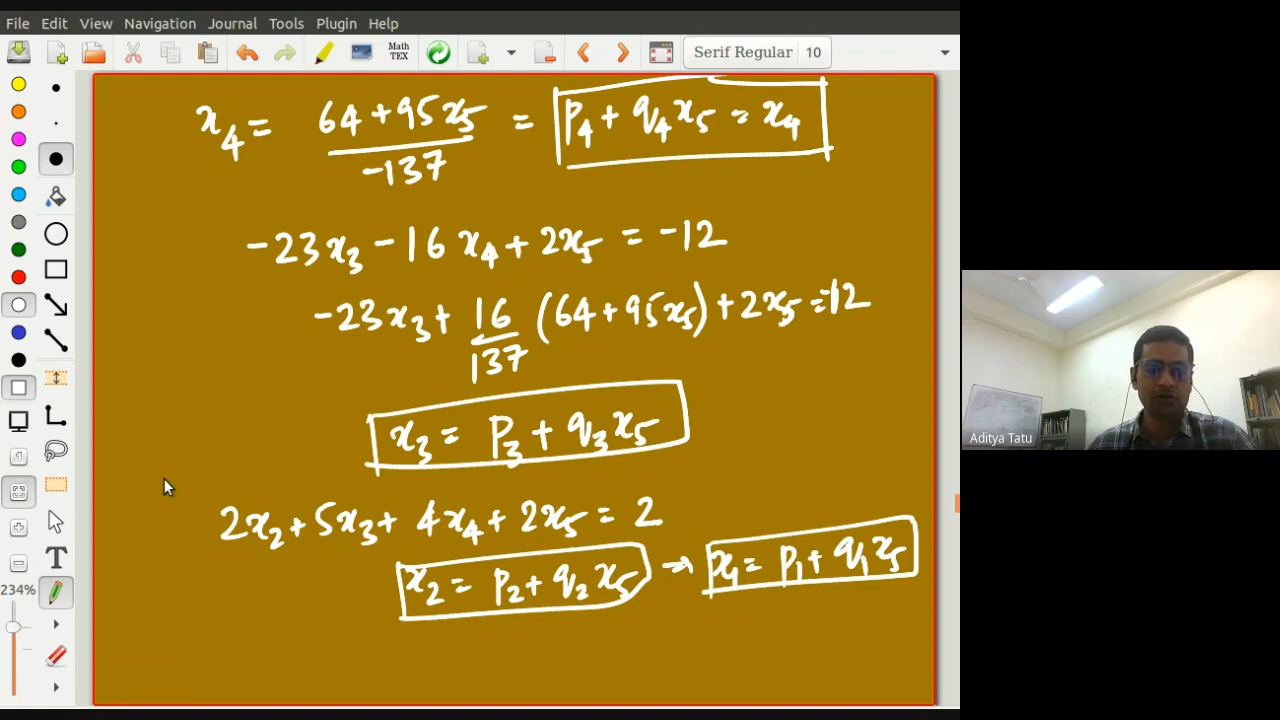 File Edit View Navigation Journal Tools Plugin Help
Math TEX Serif Regular 10
x₄ = (64 + 95x₅)/(-137) = p₄ + q₄x₅ = x₄
-23x₃ - 16x₄ + 2x₅ = -12
-23x₃ + 16/137 (64 + 95x₅) + 2x₅ = -12
x₃ = p₃ + q₃x₅
Aditya Tatu
2x₂ + 5x₃ + 4x₄ + 2x₅ = 2
x₂ = p₂ + q₂x₅ → x₁ = p₁ + q₁x₅
T
234%